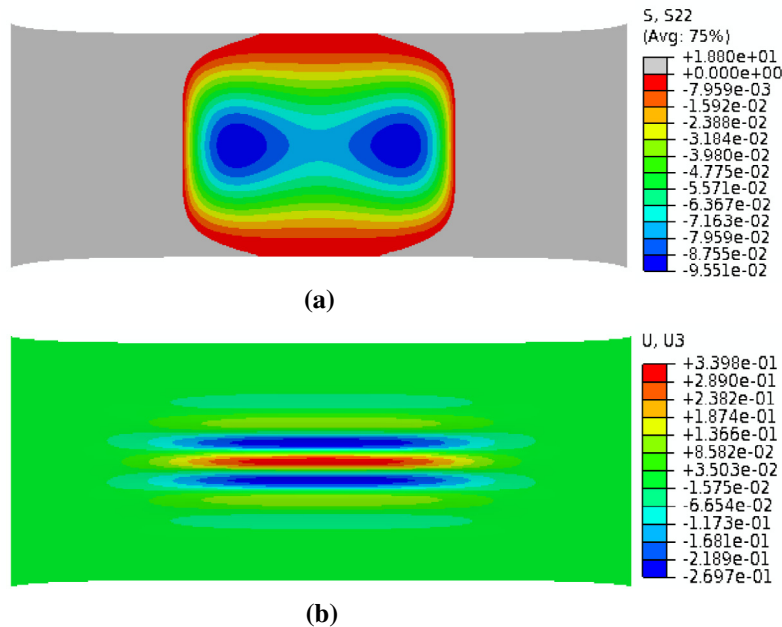 S, S22
(Avg: 75%)
+1.880e+01
+0.000e+00
-7.959e-03
-1.592e-02
-2.388e-02
-3.184e-02
-3.980e-02
-4.775e-02
-5.571e-02
-6.367e-02
-7.163e-02
-7.959e-02
-8.755e-02
-9.551e-02
(a)
U, U3
+3.398e-01
+2.890e-01
+2.382e-01
+1.874e-01
+1.366e-01
+8.582e-02
+3.503e-02
-1.575e-02
-6.654e-02
-1.173e-01
-1.681e-01
-2.189e-01
-2.697e-01
(b)